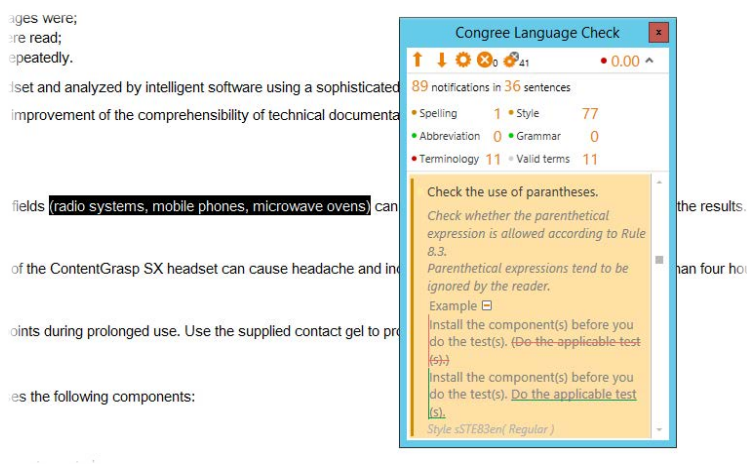 ages were;
ere read;
epeatedly.
dset and analyzed by intelligent software using a sophisticated
improvement of the comprehensibility of technical documenta
fields (radio systems, mobile phones, microwave ovens) can
the results.
of the ContentGrasp SX headset can cause headache and inc
han four hou
oints during prolonged use. Use the supplied contact gel to pro
es the following components:
Congree Language Check
x
0
41
0.00
89 notifications in 36 sentences
Spelling 1 Style 77
Abbreviation 0 Grammar 0
Terminology 11 Valid terms 11
Check the use of parantheses.
Check whether the parenthetical
expression is allowed according to Rule
8.3.
Parenthetical expressions tend to be
ignored by the reader.
Example
Install the component(s) before you
do the test(s). (Do the applicable test
(s).)
Install the component(s) before you
do the test(s). Do the applicable test
(s).
Style sSTE83en( Regular )